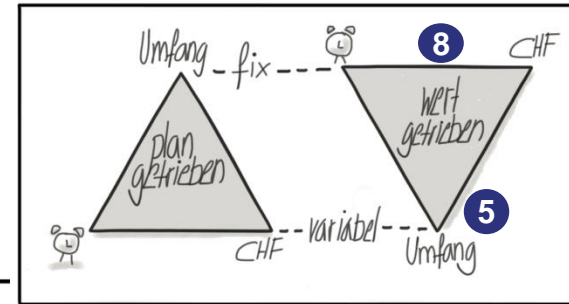 Umfang -- fix ----
8
CHF
plan
getrieben
wert
getrieben
5
CHF
-- variabel ---
Umfang